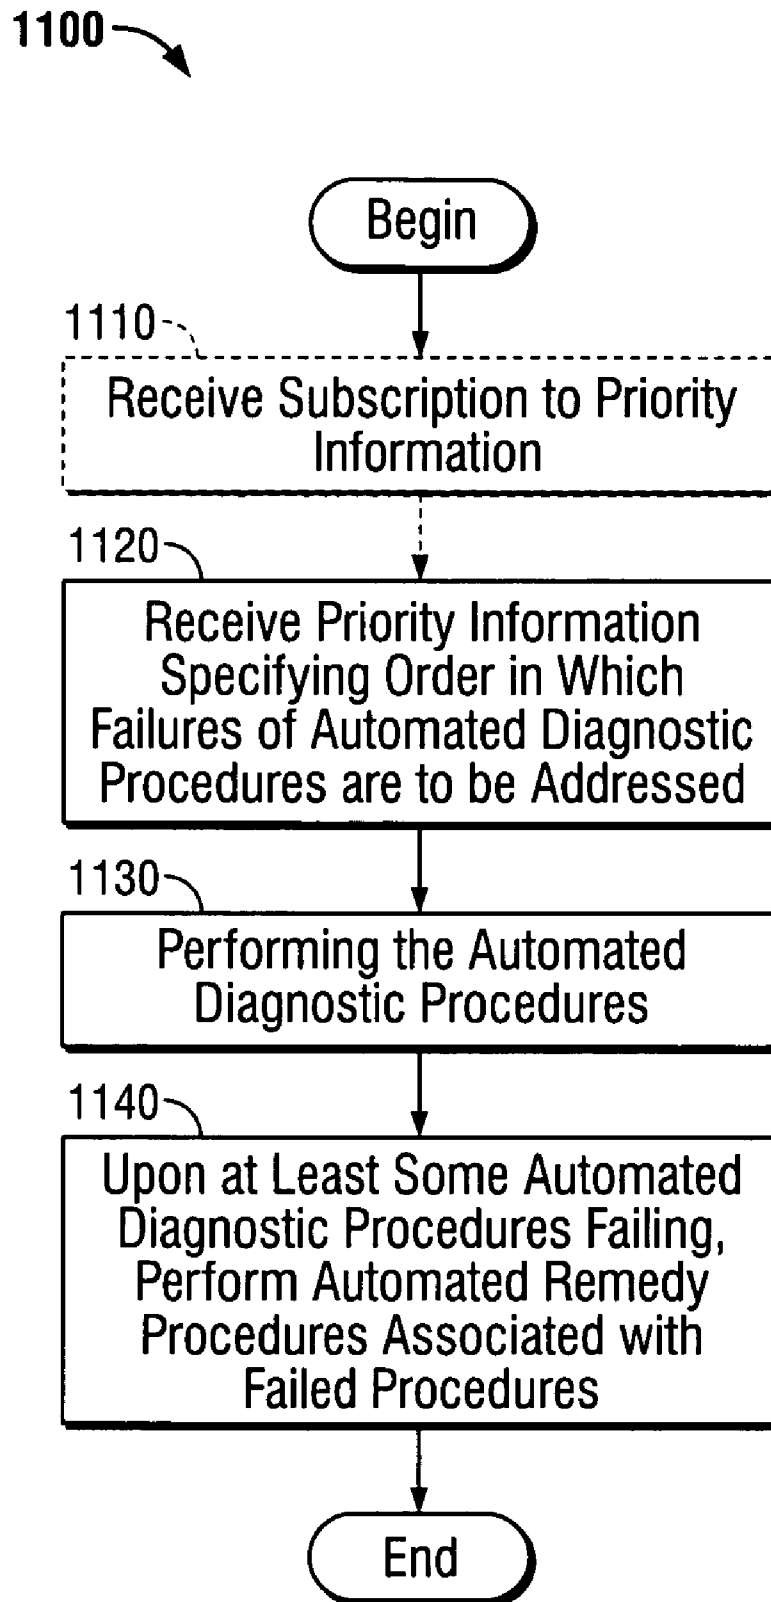 1100
Begin
1110
Receive Subscription to Priority
Information
1120
Receive Priority Information
Specifying Order in Which
Failures of Automated Diagnostic
Procedures are to be Addressed
1130
Performing the Automated
Diagnostic Procedures
1140
Upon at Least Some Automated
Diagnostic Procedures Failing,
Perform Automated Remedy
Procedures Associated with
Failed Procedures
End